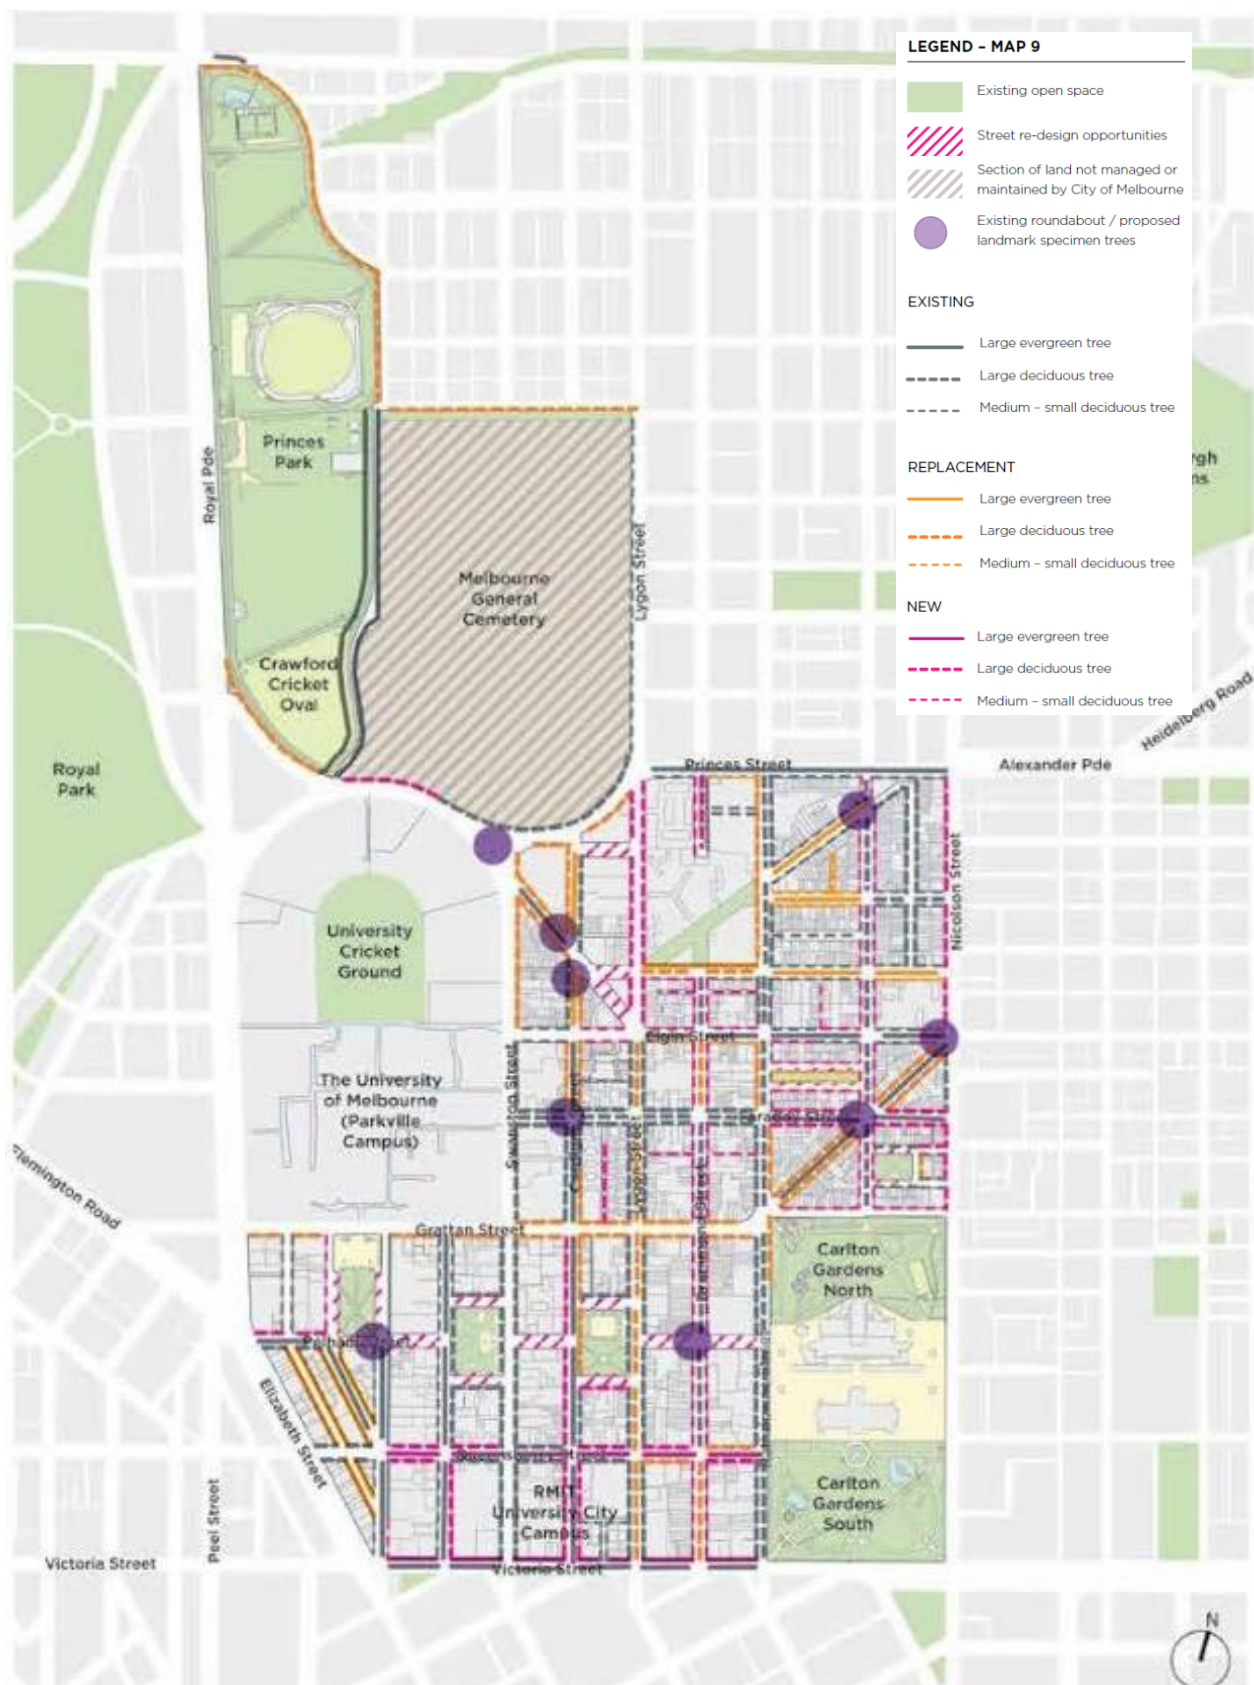 LEGEND – MAP 9
Existing open space
Street re-design opportunities
Section of land not managed or
maintained by City of Melbourne
Existing roundabout / proposed
landmark specimen trees
EXISTING
Large evergreen tree
Large deciduous tree
Medium – small deciduous tree
REPLACEMENT
Large evergreen tree
Large deciduous tree
Medium – small deciduous tree
NEW
Large evergreen tree
Large deciduous tree
Medium – small deciduous tree
Princes
Park
Royal Pde
Melbourne
General
Cemetery
Lygon Street
Crawford
Cricket
Oval
Royal
Park
Heidelberg Road
Princes Street
Alexander Pde
Nicolson Street
University
Cricket
Ground
Elgin Street
The University
of Melbourne
(Parkville
Campus)
Swanston Street
Flemington Road
Grattan Street
Carlton
Gardens
North
Elizabeth Street
Peel Street
RMIT
University City
Campus
Carlton
Gardens
South
Victoria Street
Victoria Street
N